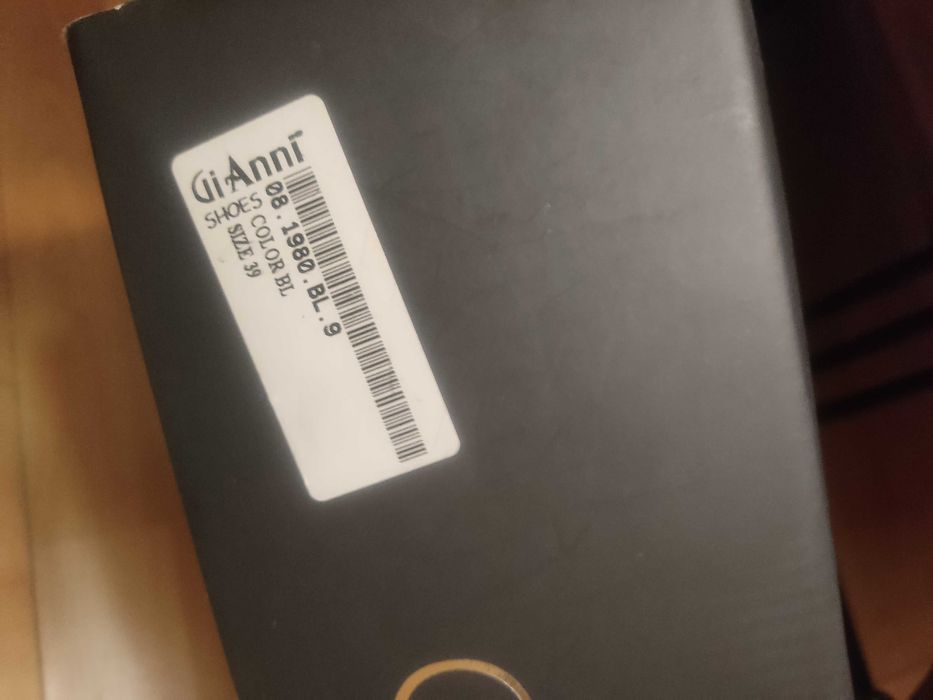 GiAnni
SHOES
08.1980.BL.9
COLOR BL
SIZE 39